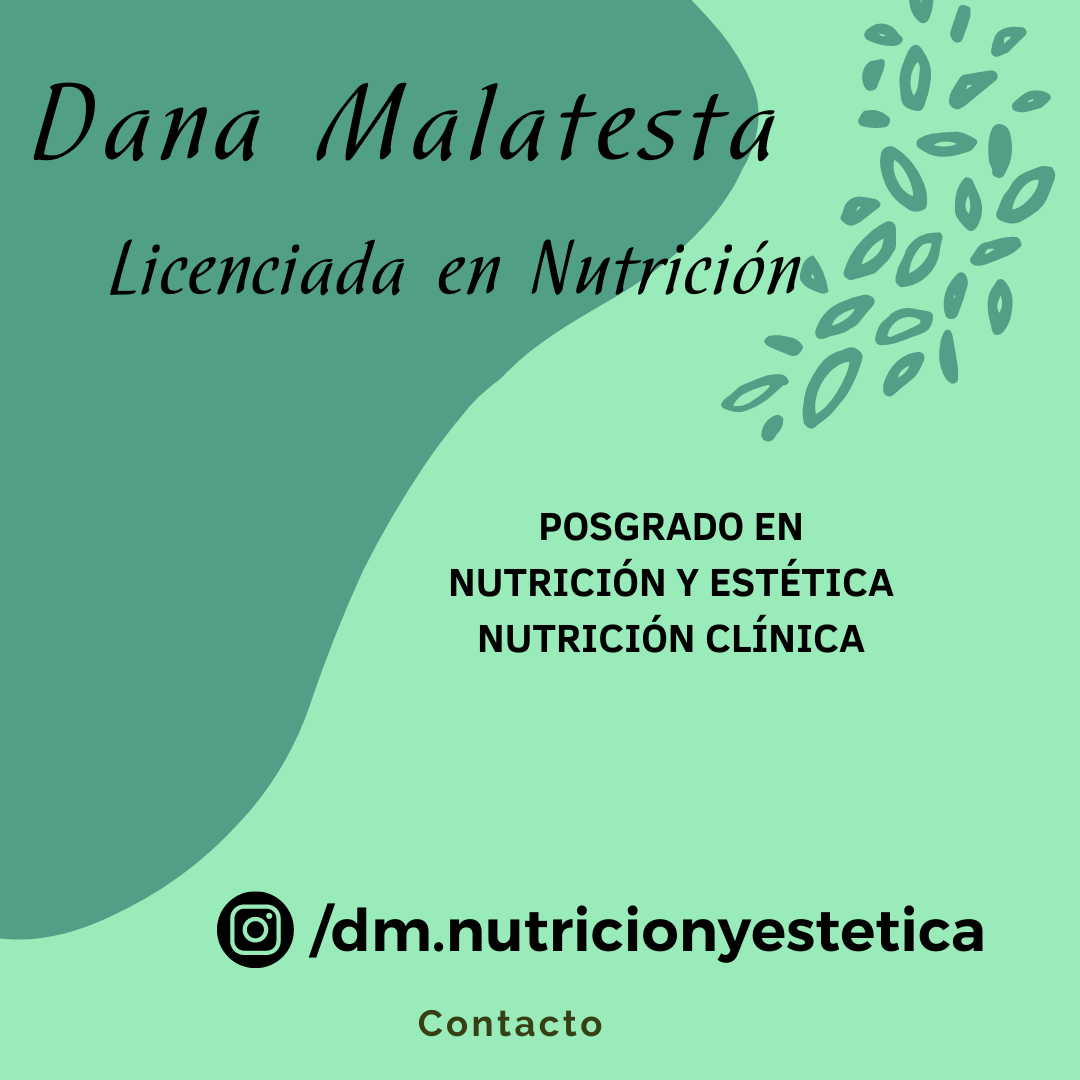 Dana Malatesta
Licenciada en Nutrición
POSGRADO EN
NUTRICIÓN Y ESTÉTICA
NUTRICIÓN CLÍNICA
/dm.nutricionyestetica
Contacto